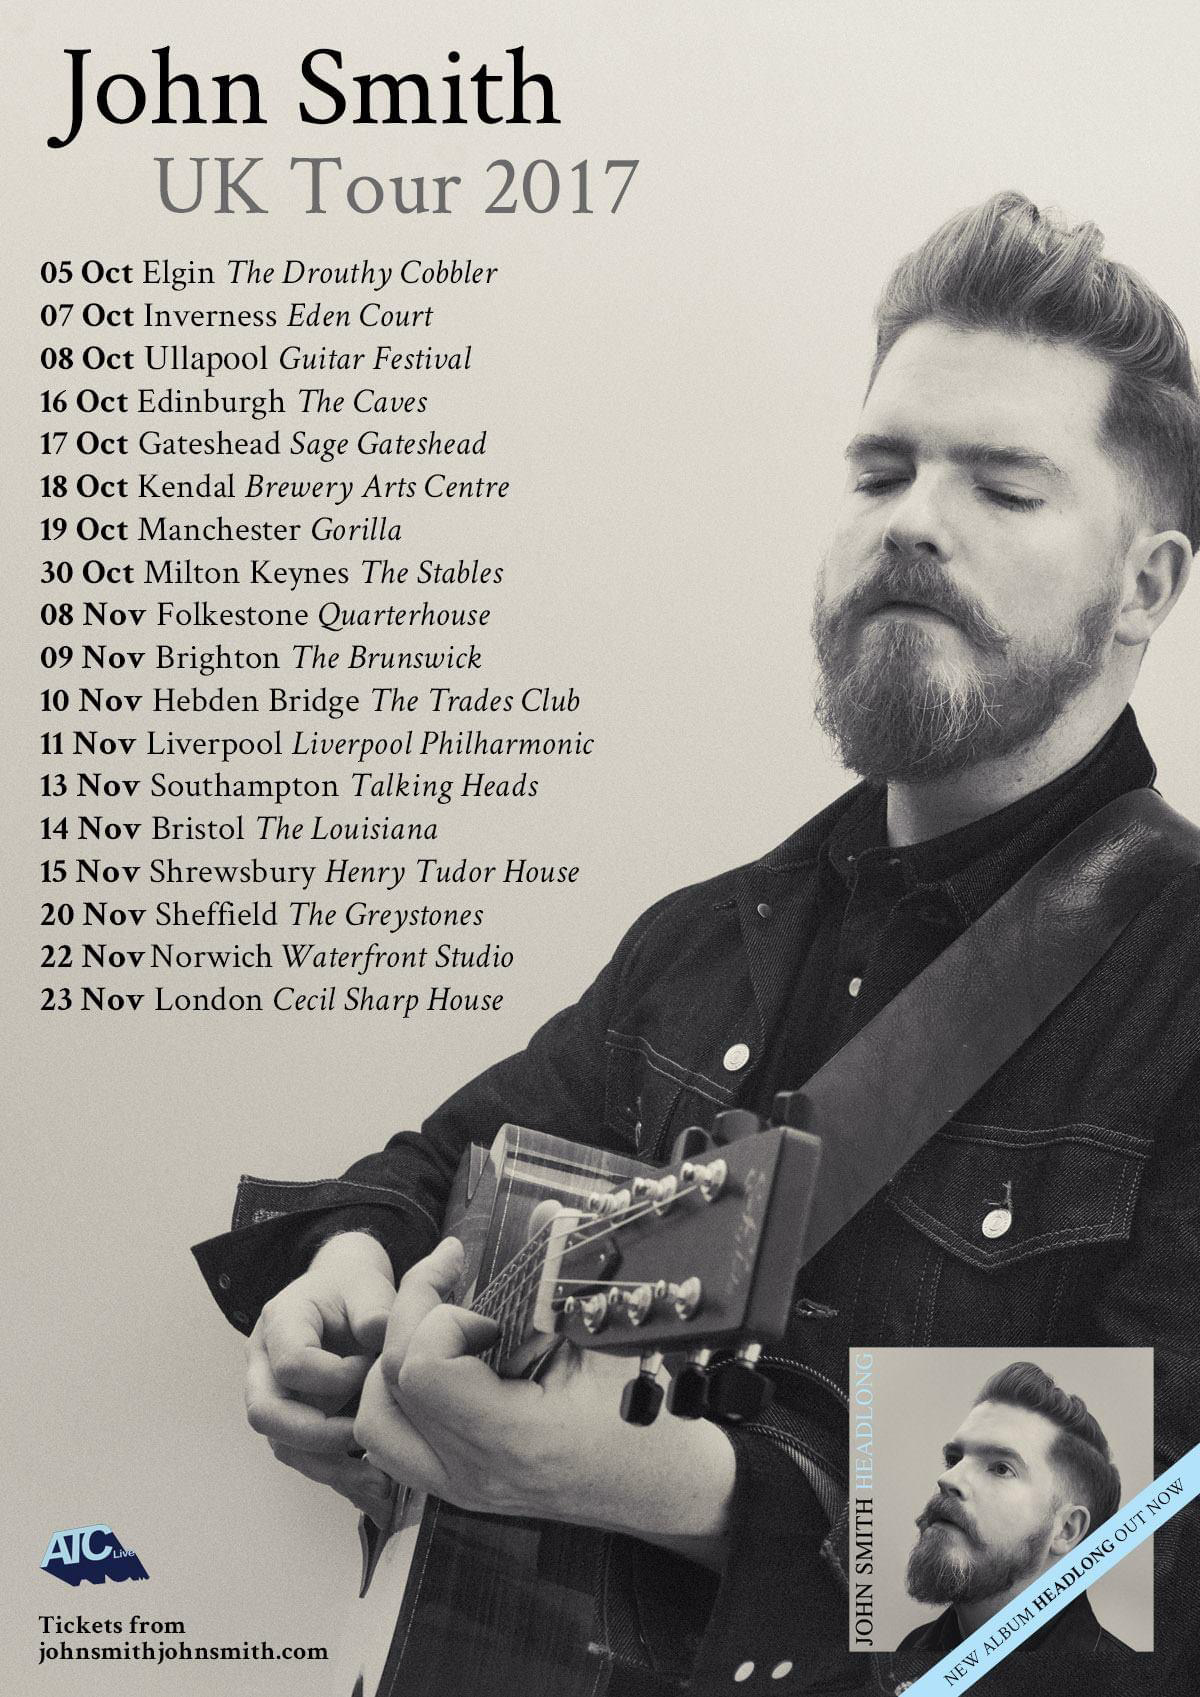 John Smith
UK Tour 2017
05 Oct Elgin The Drouthy Cobbler
07 Oct Inverness Eden Court
08 Oct Ullapool Guitar Festival
16 Oct Edinburgh The Caves
17 Oct Gateshead Sage Gateshead
18 Oct Kendal Brewery Arts Centre
19 Oct Manchester Gorilla
30 Oct Milton Keynes The Stables
08 Nov Folkestone Quarterhouse
09 Nov Brighton The Brunswick
10 Nov Hebden Bridge The Trades Club
11 Nov Liverpool Liverpool Philharmonic
13 Nov Southampton Talking Heads
14 Nov Bristol The Louisiana
15 Nov Shrewsbury Henry Tudor House
20 Nov Sheffield The Greystones
22 Nov Norwich Waterfront Studio
23 Nov London Cecil Sharp House
JOHN SMITH HEADLONG
NEW ALBUM HEADLONG OUT NOW
ATC Live
Tickets from
johnsmithjohnsmith.com